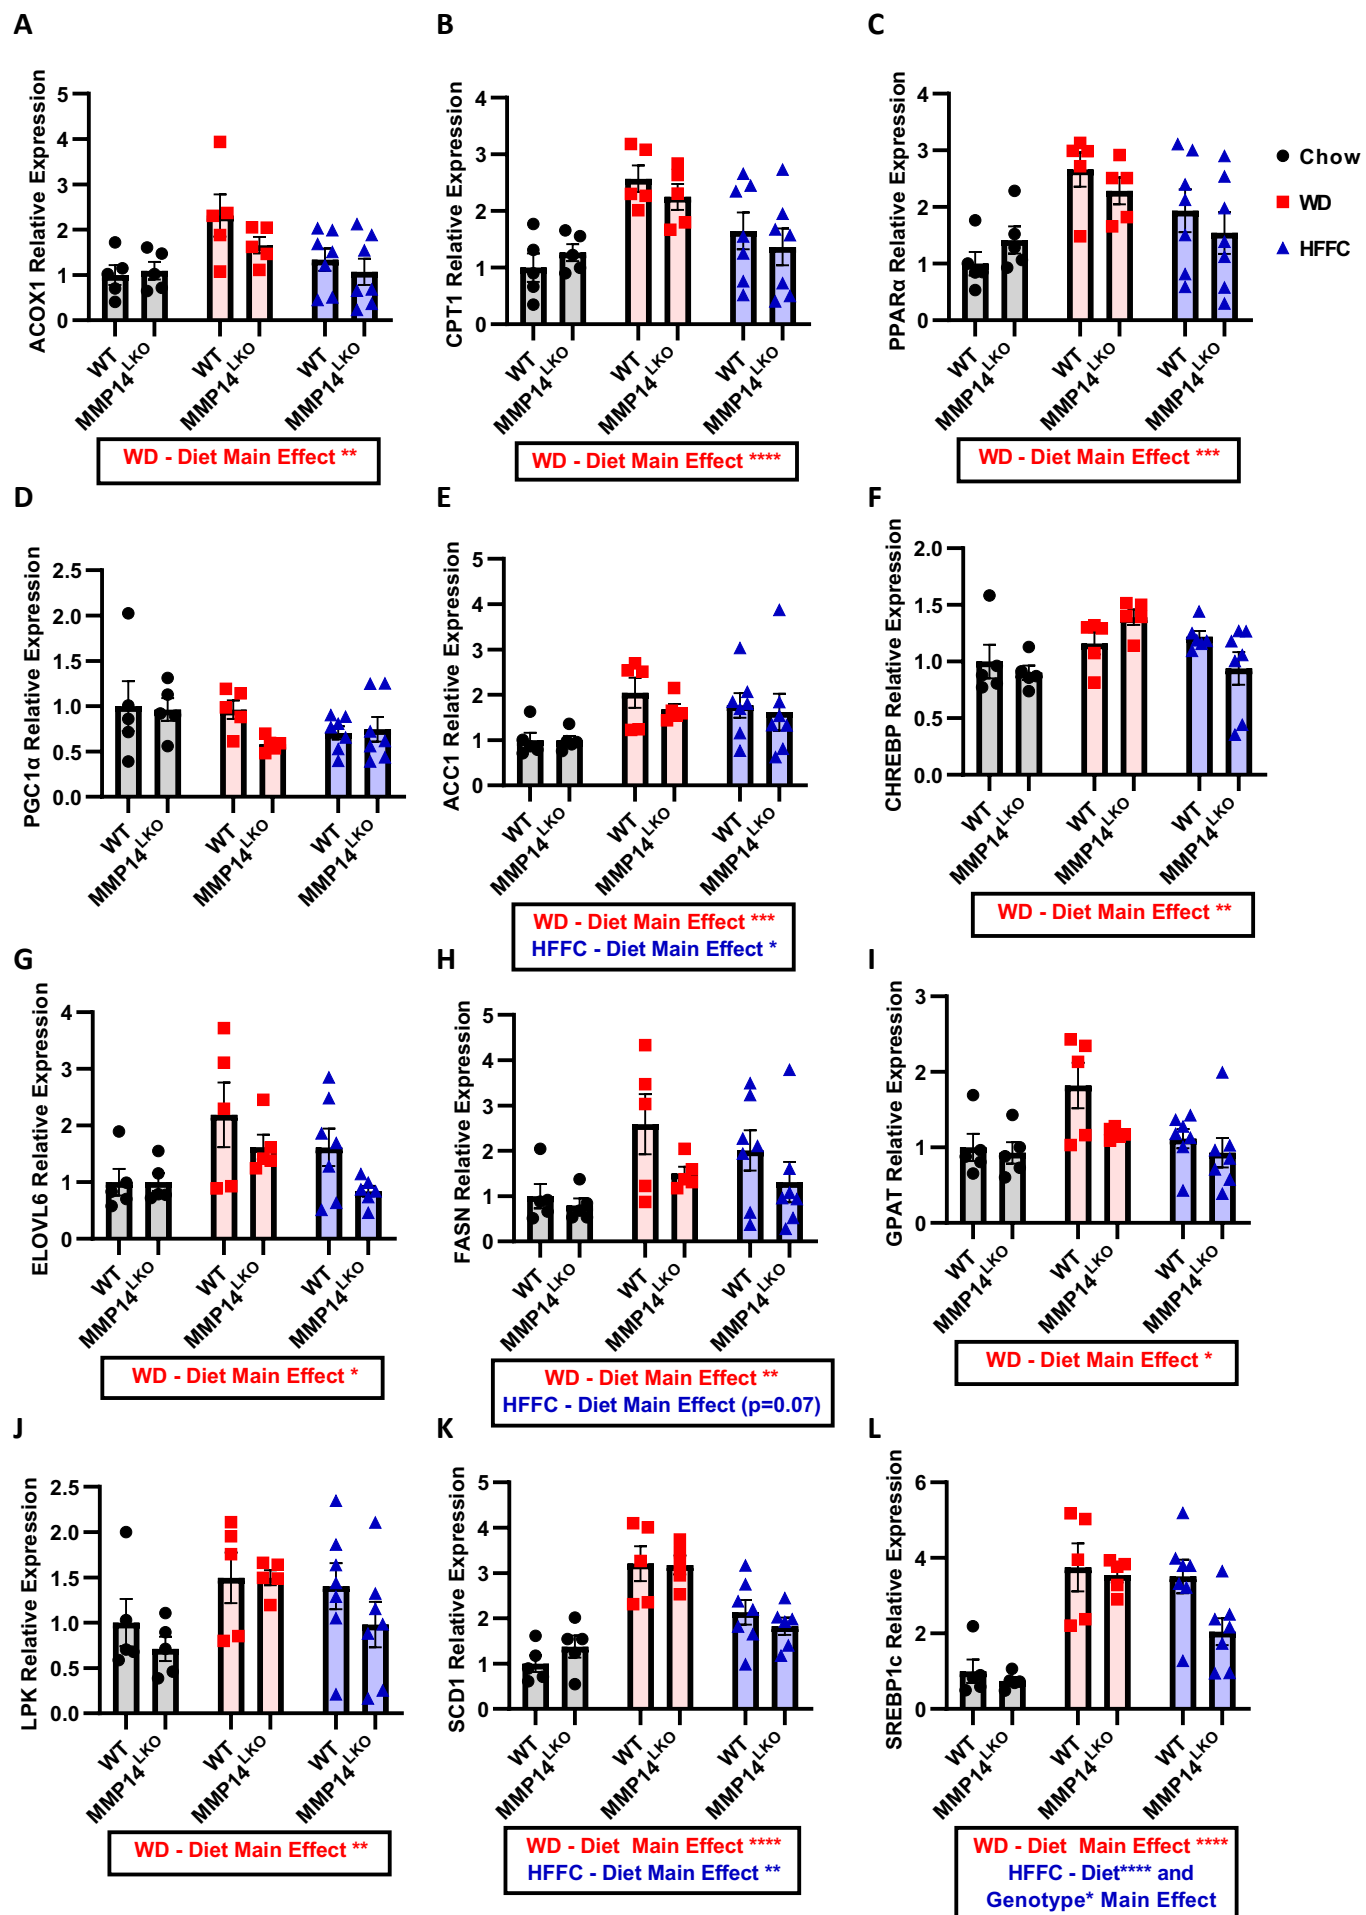 A
ACOX1 Relative Expression
5
4
3
2
1
0
WT
MMP14LKO
WT
MMP14LKO
WT
MMP14LKO
WD - Diet Main Effect **
B
CPT1 Relative Expression
4
3
2
1
0
WT
MMP14LKO
WT
MMP14LKO
WT
MMP14LKO
WD - Diet Main Effect ****
C
PPARα Relative Expression
4
3
2
1
0
WT
MMP14LKO
WT
MMP14LKO
WT
MMP14LKO
WD - Diet Main Effect ***
Chow
WD
HFFC
D
PGC1α Relative Expression
2.5
2.0
1.5
1.0
0.5
0.0
WT
MMP14LKO
WT
MMP14LKO
WT
MMP14LKO
E
ACC1 Relative Expression
5
4
3
2
1
0
WT
MMP14LKO
WT
MMP14LKO
WT
MMP14LKO
WD - Diet Main Effect ***
HFFC - Diet Main Effect *
F
CHREBP Relative Expression
2.0
1.5
1.0
0.5
0.0
WT
MMP14LKO
WT
MMP14LKO
WT
MMP14LKO
WD - Diet Main Effect **
G
ELOVL6 Relative Expression
4
3
2
1
0
WT
MMP14LKO
WT
MMP14LKO
WT
MMP14LKO
WD - Diet Main Effect *
H
FASN Relative Expression
5
4
3
2
1
0
WT
MMP14LKO
WT
MMP14LKO
WT
MMP14LKO
WD - Diet Main Effect **
HFFC - Diet Main Effect (p=0.07)
I
GPAT Relative Expression
3
2
1
0
WT
MMP14LKO
WT
MMP14LKO
WT
MMP14LKO
WD - Diet Main Effect *
J
LPK Relative Expression
2.5
2.0
1.5
1.0
0.5
0.0
WT
MMP14LKO
WT
MMP14LKO
WT
MMP14LKO
WD - Diet Main Effect **
K
SCD1 Relative Expression
5
4
3
2
1
0
WT
MMP14LKO
WT
MMP14LKO
WT
MMP14LKO
WD - Diet Main Effect ****
HFFC - Diet Main Effect **
L
SREBP1c Relative Expression
6
4
2
0
WT
MMP14LKO
WT
MMP14LKO
WT
MMP14LKO
WD - Diet Main Effect ****
HFFC - Diet**** and
Genotype* Main Effect